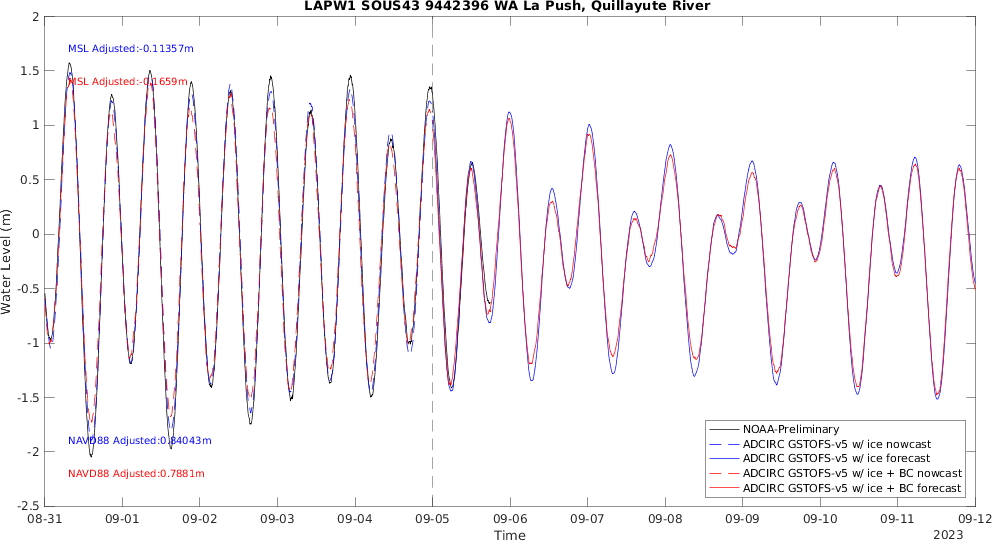 LAPW1 SOUS43 9442396 WA La Push, Quillayute River
2
1.5
1
0.5
0
-0.5
-1
-1.5
-2
-2.5
Water Level (m)
MSL Adjusted:-0.11357m
MSL Adjusted:-0.1659m
NAVD88 Adjusted:0.84043m
NAVD88 Adjusted:0.7881m
NOAA-Preliminary
ADCIRC GSTOFS-v5 w/ ice nowcast
ADCIRC GSTOFS-v5 w/ ice forecast
ADCIRC GSTOFS-v5 w/ ice + BC nowcast
ADCIRC GSTOFS-v5 w/ ice + BC forecast
08-31 09-01 09-02 09-03 09-04 09-05 09-06 09-07 09-08 09-09 09-10 09-11 09-12
Time
2023